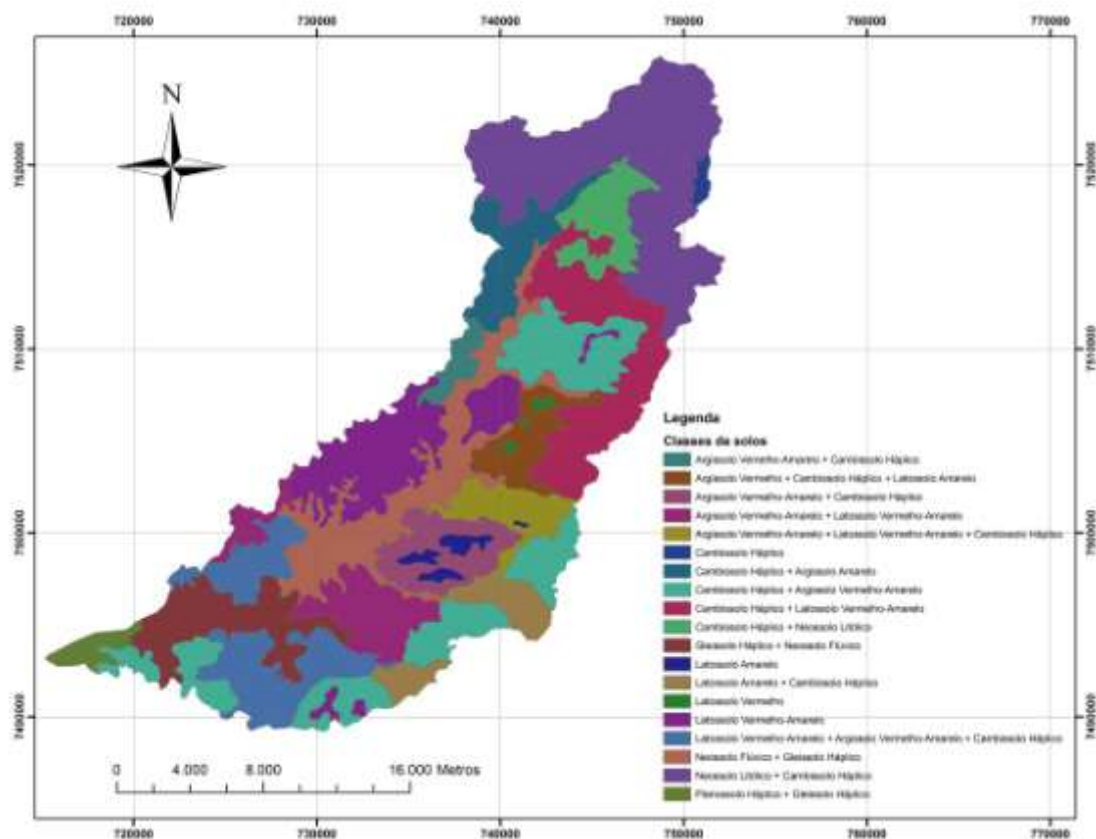 720000 730000 740000 750000 760000 770000
N
7520000 7520000
7510000 7510000
7500000 7500000
7490000 7490000
Legenda
Classes de solos
Argissolo Vermelho-Amarelo + Cambissolo Háplico
Argissolo Vermelho + Cambissolo Háplico + Latossolo Amarelo
Argissolo Vermelho-Amarelo + Cambissolo Háplico
Argissolo Vermelho-Amarelo + Latossolo Vermelho-Amarelo
Argissolo Vermelho-Amarelo + Latossolo Vermelho-Amarelo + Cambissolo Háplico
Cambissolo Háplico
Cambissolo Háplico + Argissolo Amarelo
Cambissolo Háplico + Argissolo Vermelho-Amarelo
Cambissolo Háplico + Latossolo Vermelho-Amarelo
Cambissolo Háplico + Neossolo Litólico
Gleissolo Háplico + Neossolo Flúvico
Latossolo Amarelo
Latossolo Amarelo + Cambissolo Háplico
Latossolo Vermelho
Latossolo Vermelho-Amarelo
Latossolo Vermelho-Amarelo + Argissolo Vermelho-Amarelo + Cambissolo Háplico
Neossolo Flúvico + Gleissolo Háplico
Neossolo Litólico + Cambissolo Háplico
Planossolo Háplico + Gleissolo Háplico
0 4.000 8.000 16.000 Metros
720000 730000 740000 750000 760000 770000